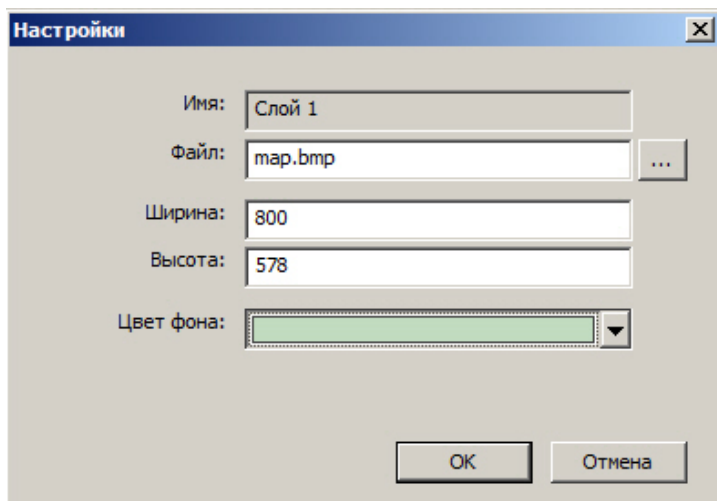 Настройки
Имя: Слой 1
Файл: map.bmp ...
Ширина: 800
Высота: 578
Цвет фона:
OK Отмена